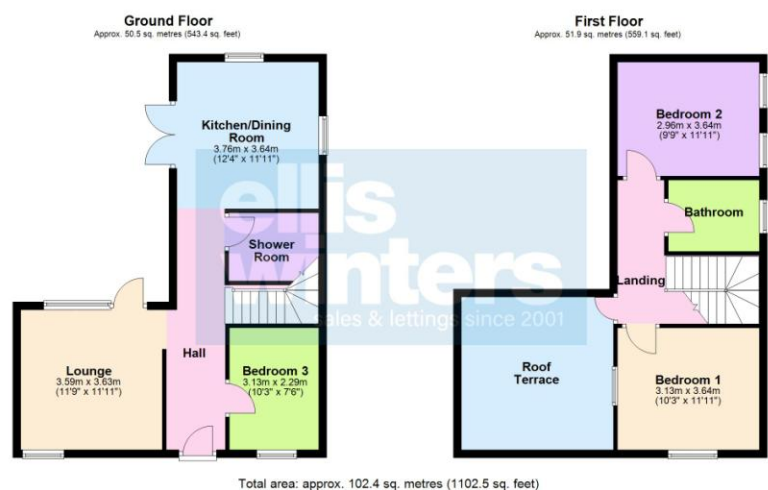 Ground Floor
Approx. 50.5 sq. metres (543.4 sq. feet)
Kitchen/Dining
Room
3.76m x 3.64m
(12'4" x 11'11")
Shower
Room
Lounge
3.59m x 3.63m
(11'9" x 11'11")
Hall
Bedroom 3
3.13m x 2.29m
(10'3" x 7'6")
First Floor
Approx. 51.9 sq. metres (559.1 sq. feet)
Bedroom 2
2.96m x 3.64m
(9'9" x 11'11")
Bathroom
Landing
Roof
Terrace
Bedroom 1
3.13m x 3.64m
(10'3" x 11'11")
ellis
winters
sales & lettings since 2001
Total area: approx. 102.4 sq. metres (1102.5 sq. feet)